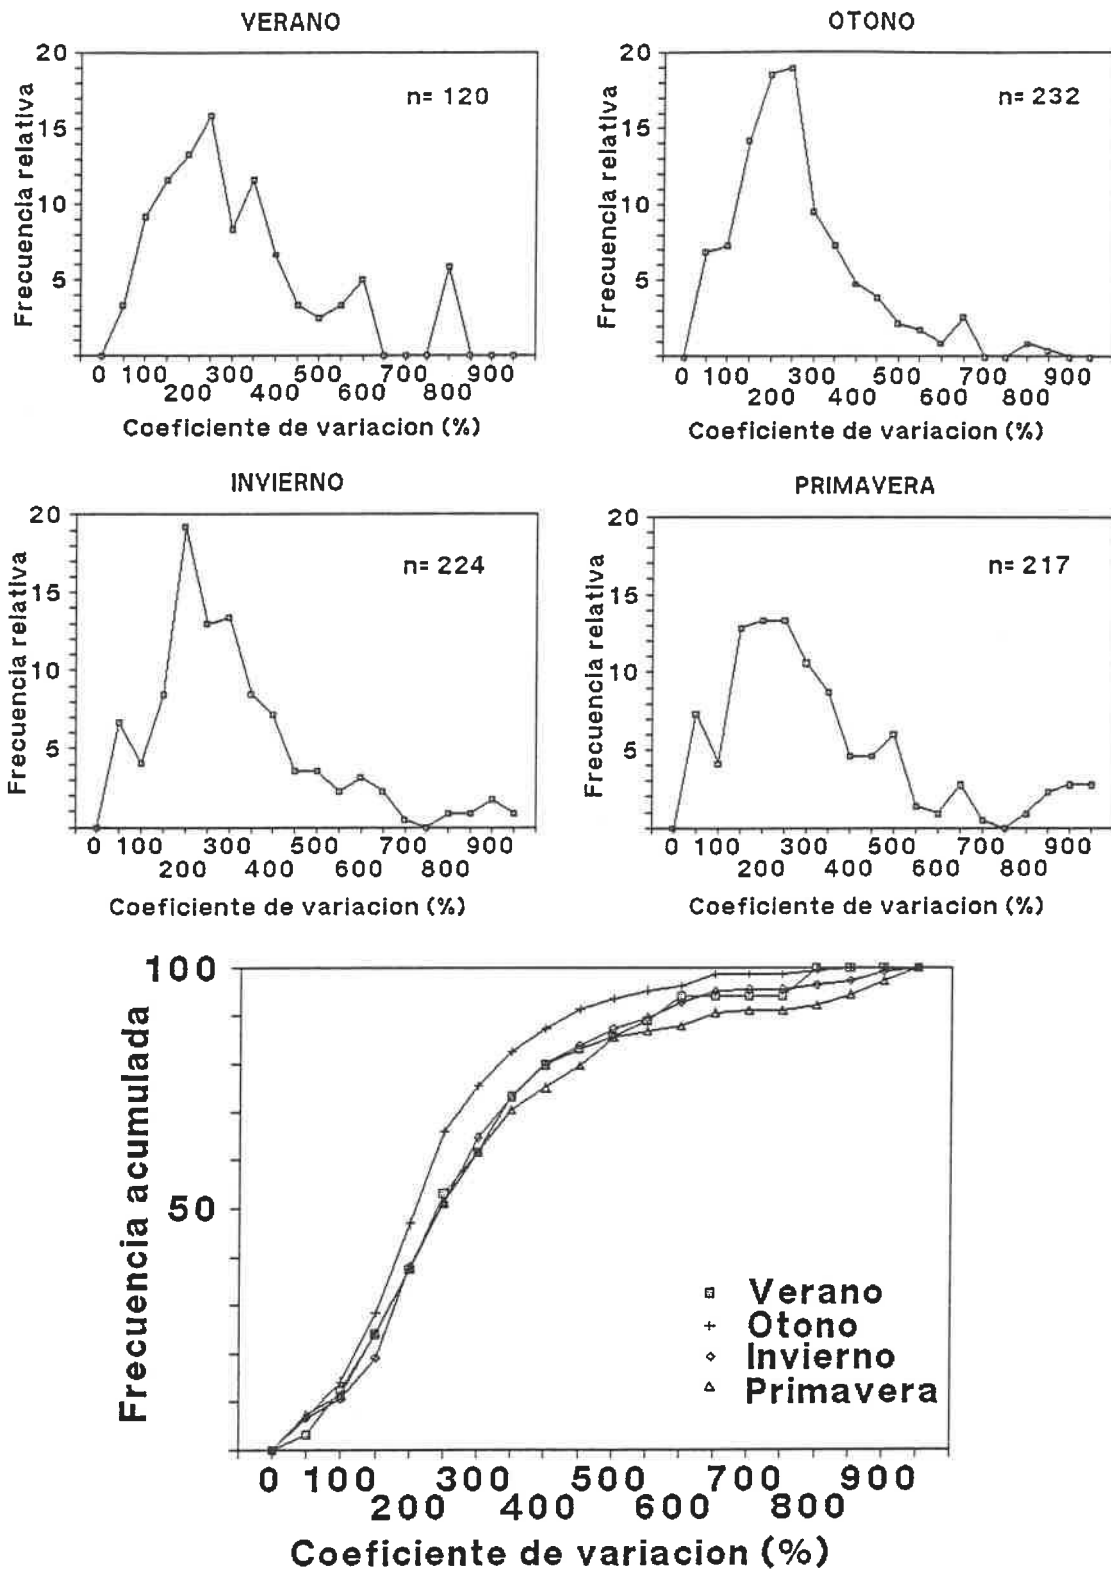 VERANO
20
15
10
5
Frecuencia relativa
n= 120
0 100 300 500 700 900
200 400 600 800
Coeficiente de variacion (%)
OTONO
20
15
10
5
Frecuencia relativa
n= 232
0 100 300 500 700 900
200 400 600 800
Coeficiente de variacion (%)
INVIERNO
20
15
10
5
Frecuencia relativa
n= 224
0 100 300 500 700 900
200 400 600 800
Coeficiente de variacion (%)
PRIMAVERA
20
15
10
5
Frecuencia relativa
n= 217
0 100 300 500 700 900
200 400 600 800
Coeficiente de variacion (%)
100
50
Frecuencia acumulada
Verano
Otono
Invierno
Primavera
0 100 300 500 700 900
200 400 600 800
Coeficiente de variacion (%)